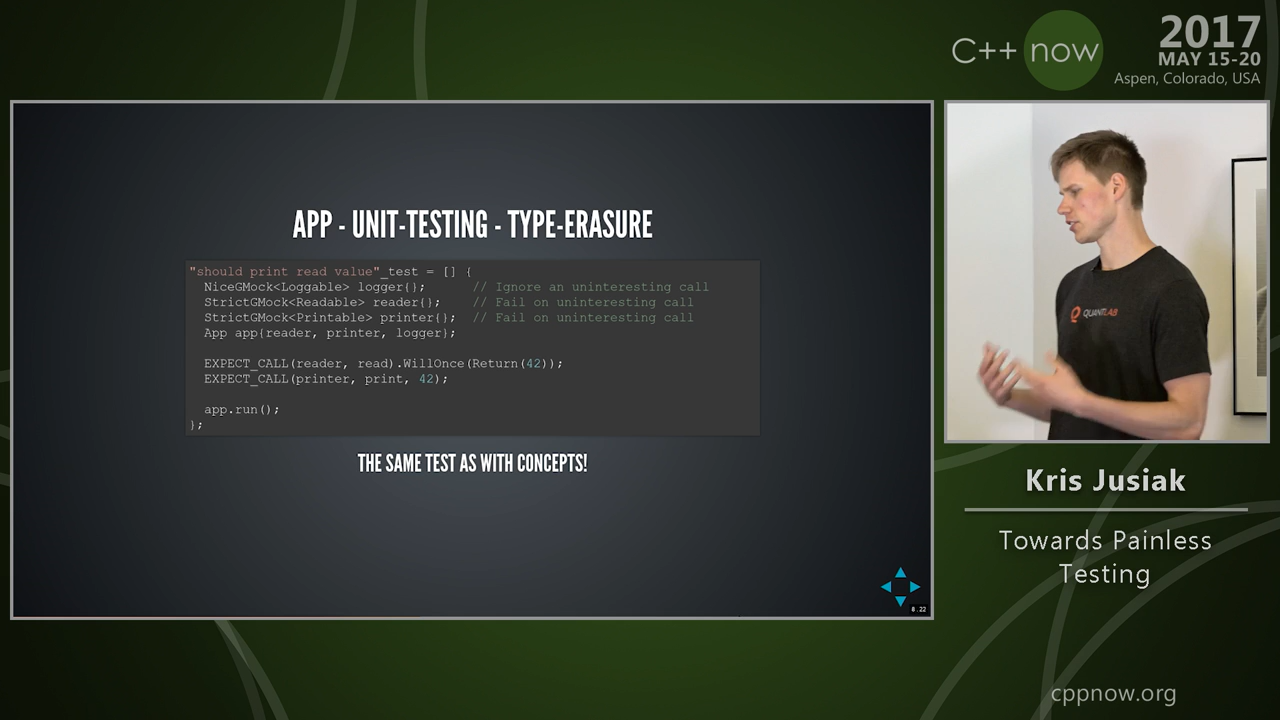 C++ now
2017
MAY 15-20
Aspen, Colorado, USA
APP - UNIT-TESTING - TYPE-ERASURE
"should print read value"_test = [] {
  NiceGMock<Loggable> logger{};      // Ignore an uninteresting call
  StrictGMock<Readable> reader{};    // Fail on uninteresting call
  StrictGMock<Printable> printer{};  // Fail on uninteresting call
  App app{reader, printer, logger};
  EXPECT_CALL(reader, read).WillOnce(Return(42));
  EXPECT_CALL(printer, print, 42);
  app.run();
};
THE SAME TEST AS WITH CONCEPTS!
8.22
QUANTLAB
Kris Jusiak
Towards Painless
Testing
cppnow.org